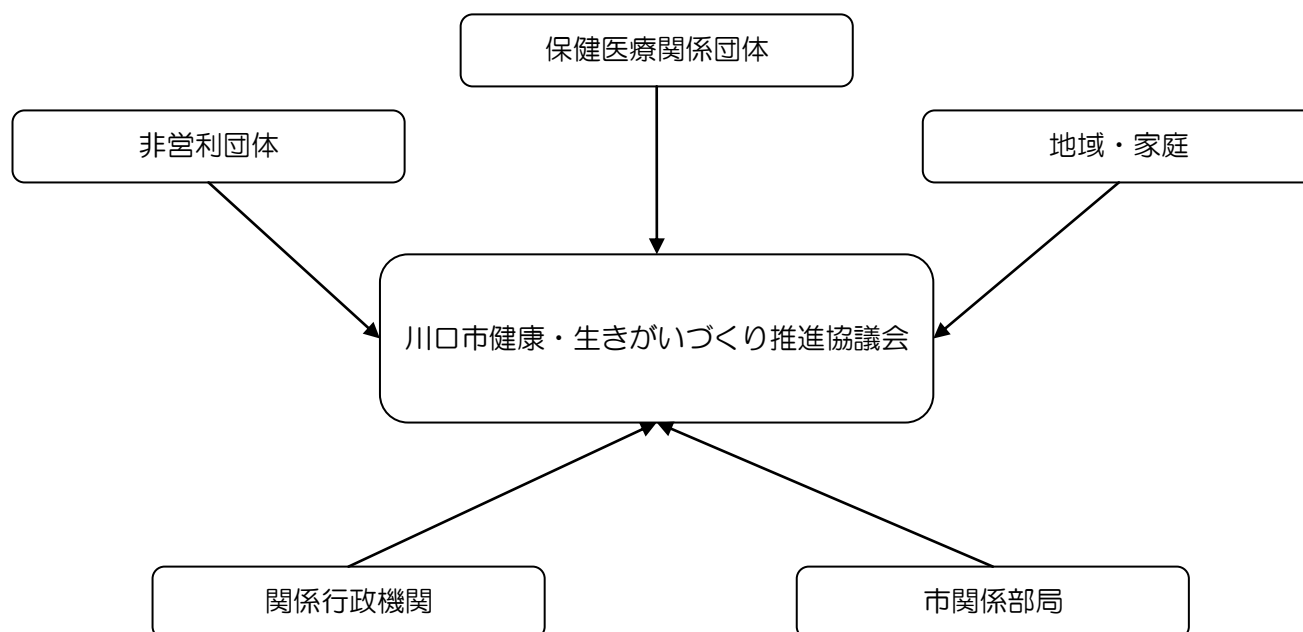 保健医療関係団体
非営利団体
地域・家庭
川口市健康・生きがいづくり推進協議会
関係行政機関
市関係部局